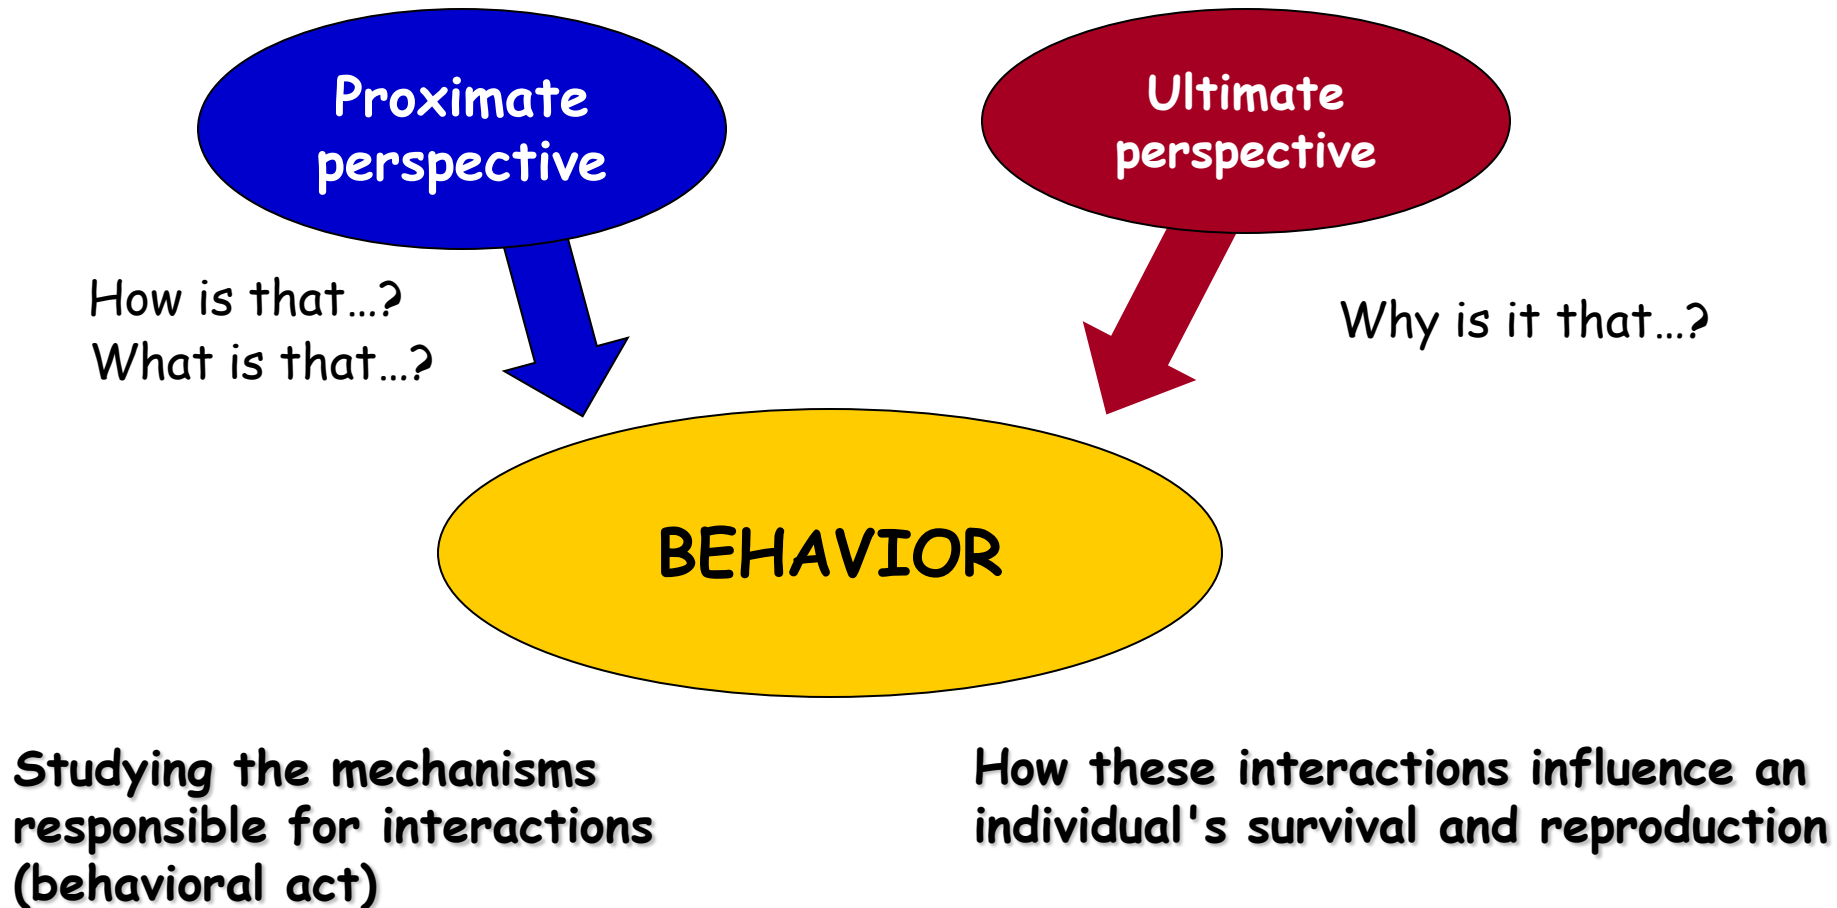 Proximate
perspective
Ultimate
perspective
How is that…?
What is that…?
Why is it that…?
BEHAVIOR
Studying the mechanisms
responsible for interactions
(behavioral act)
How these interactions influence an
individual's survival and reproduction